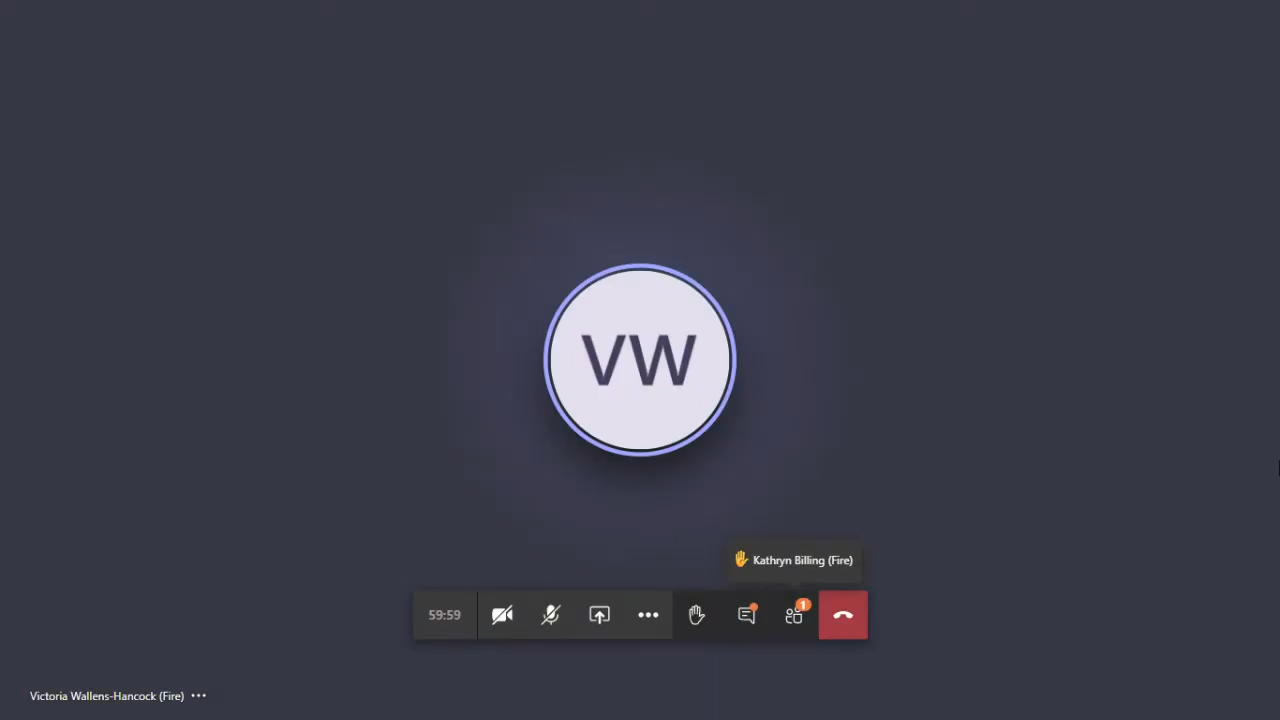 VW
Kathryn Billing (Fire)
59:59
1
Victoria Wallens-Hancock (Fire)